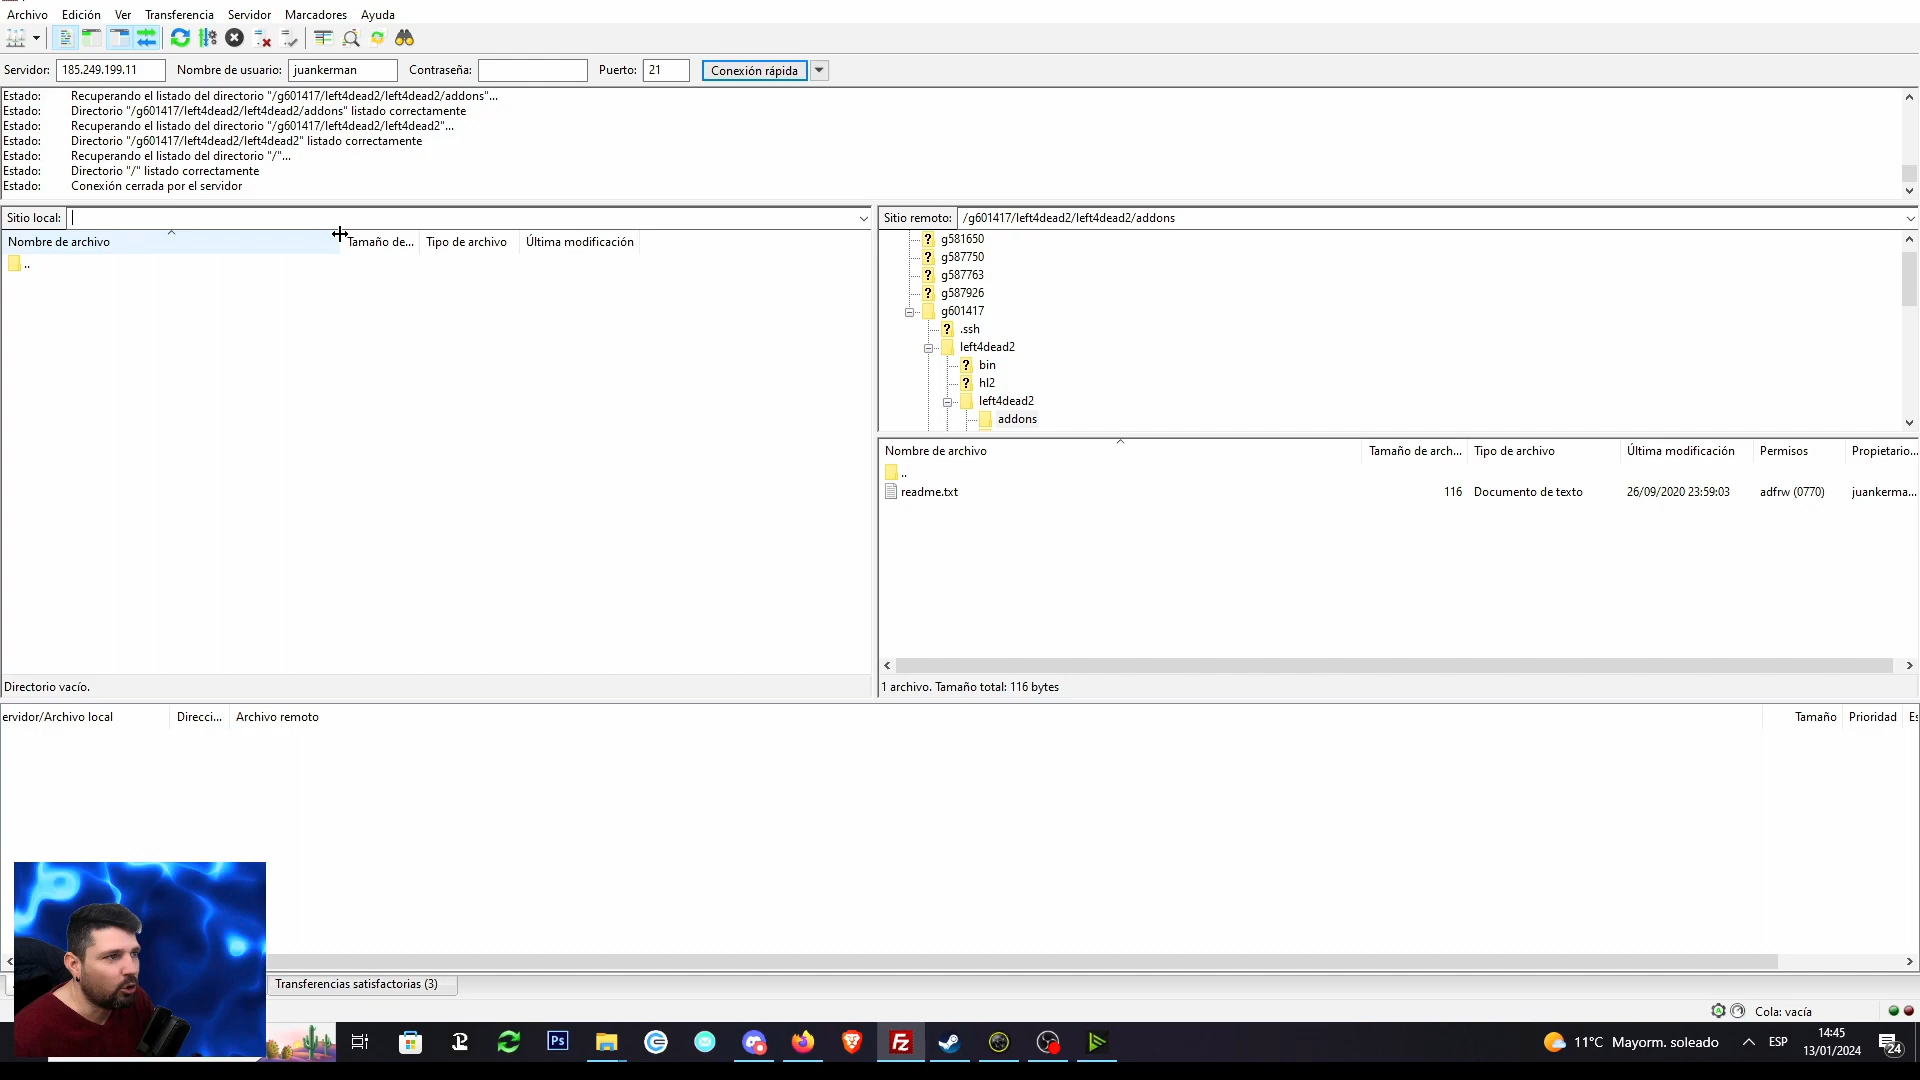 Archivo Edición Ver Transferencia Servidor Marcadores Ayuda
Servidor: 185.249.199.11 Nombre de usuario: juankerman Contraseña: Puerto: 21 Conexión rápida
Estado: Recuperando el listado del directorio "/g601417/left4dead2/left4dead2/addons"...
Estado: Directorio "/g601417/left4dead2/left4dead2/addons" listado correctamente
Estado: Recuperando el listado del directorio "/g601417/left4dead2/left4dead2"...
Estado: Directorio "/g601417/left4dead2/left4dead2" listado correctamente
Estado: Recuperando el listado del directorio "/"...
Estado: Directorio "/" listado correctamente
Estado: Conexión cerrada por el servidor
Sitio local:
Nombre de archivo Tamaño de... Tipo de archivo Última modificación
..
Directorio vacío.
Sitio remoto: /g601417/left4dead2/left4dead2/addons
? g581650
? g587750
? g587763
? g587926
g601417
? .ssh
left4dead2
? bin
? hl2
left4dead2
addons
Nombre de archivo Tamaño de arch... Tipo de archivo Última modificación Permisos Propietario...
..
readme.txt 116 Documento de texto 26/09/2020 23:59:03 adfrw (0770) juankerma...
1 archivo. Tamaño total: 116 bytes
ervidor/Archivo local Direcci... Archivo remoto Tamaño Prioridad Es
Transferencias satisfactorias (3)
Cola: vacía
Ps
Fz
11°C Mayorm. soleado ESP 14:45
13/01/2024 24